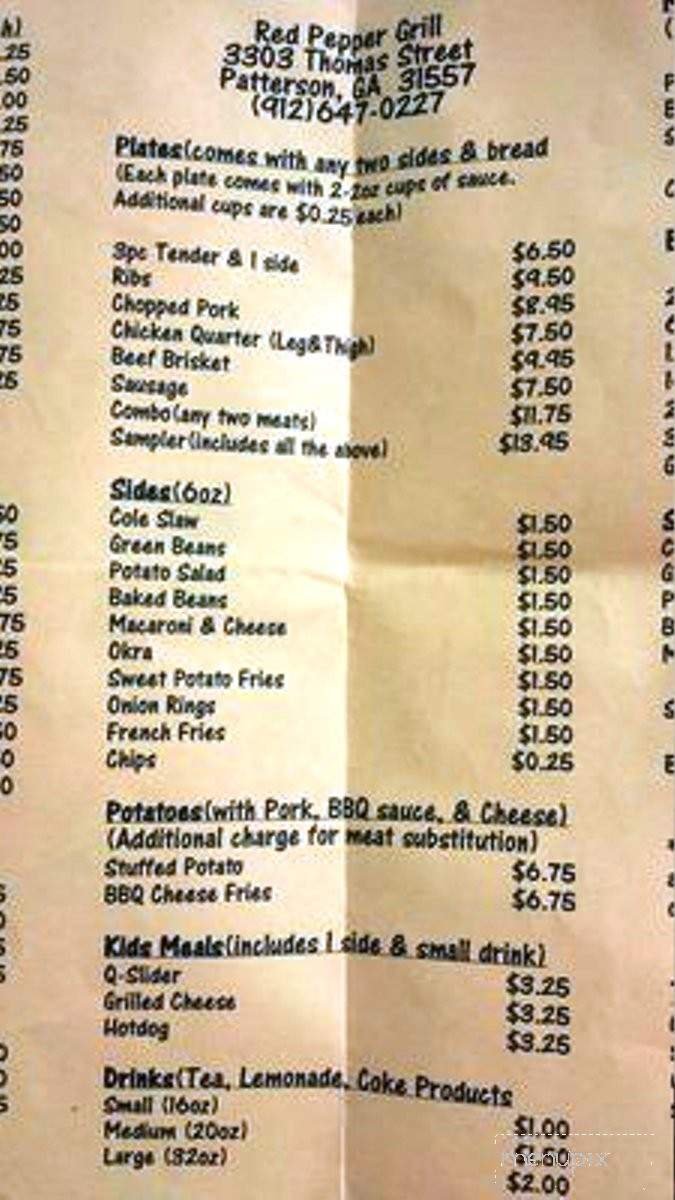 Red Pepper Grill
3303 Thomas Street
Patterson, GA 31557
(912)647-0227
Plates(comes with any two sides & bread
(Each plate comes with 2-2oz cups of sauce.
Additional cups are $0.25 each)
3pc Tender & 1 side $6.50
Ribs $9.50
Chopped Pork $8.95
Chicken Quarter (Leg&Thigh) $7.50
Beef Brisket $9.95
Sausage $7.50
Combo(any two meats) $11.75
Sampler(includes all the above) $13.95
Sides(6oz)
Cole Slaw $1.50
Green Beans $1.50
Potato Salad $1.50
Baked Beans $1.50
Macaroni & Cheese $1.50
Okra $1.50
Sweet Potato Fries $1.50
Onion Rings $1.50
French Fries $1.50
Chips $0.25
Potatoes(with Pork, BBQ sauce, & Cheese)
(Additional charge for meat substitution)
Stuffed Potato $6.75
BBQ Cheese Fries $6.75
Kids Meals(includes 1 side & small drink)
Q-Slider $3.25
Grilled Cheese $3.25
Hotdog $3.25
Drinks(Tea, Lemonade, Coke Products
Small (16oz) $1.00
Medium (20oz) $1.50
Large (32oz) $2.00